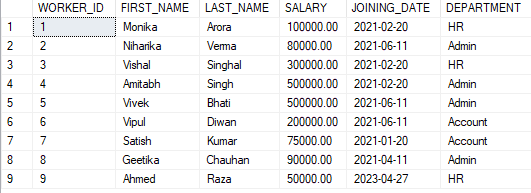 WORKER_ID FIRST_NAME LAST_NAME SALARY JOINING_DATE DEPARTMENT
1 1 Monika Arora 100000.00 2021-02-20 HR
2 2 Niharika Verma 80000.00 2021-06-11 Admin
3 3 Vishal Singhal 300000.00 2021-02-20 HR
4 4 Amitabh Singh 500000.00 2021-02-20 Admin
5 5 Vivek Bhati 500000.00 2021-06-11 Admin
6 6 Vipul Diwan 200000.00 2021-06-11 Account
7 7 Satish Kumar 75000.00 2021-01-20 Account
8 8 Geetika Chauhan 90000.00 2021-04-11 Admin
9 9 Ahmed Raza 50000.00 2023-04-27 HR